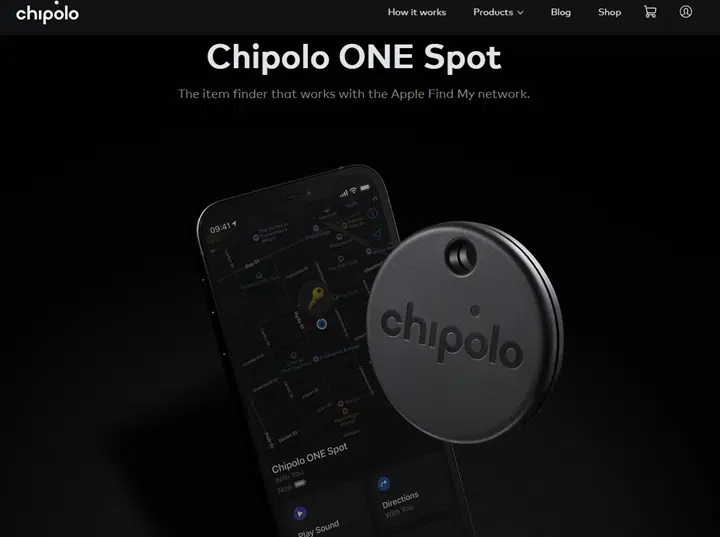 chipolo
How it works
Products
Blog
Shop
Chipolo ONE Spot
The item finder that works with the Apple Find My network.
09:41
chipolo
Chipolo ONE Spot
With You
Now
Directions
With You
Play Sound